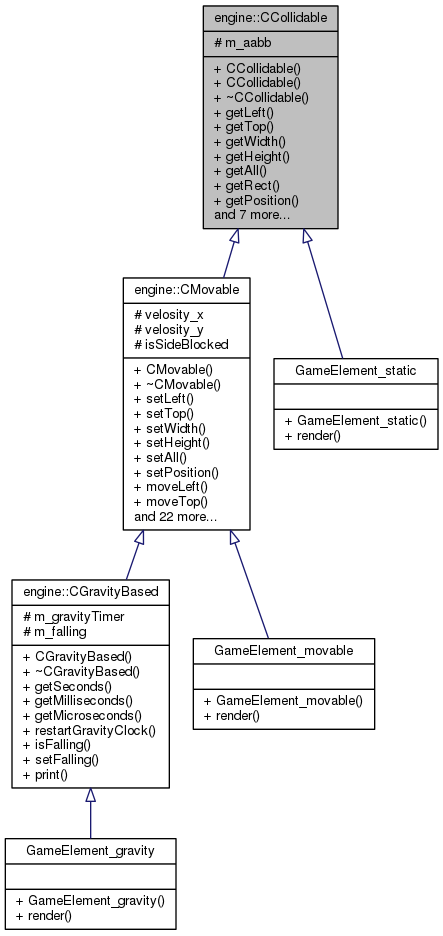 engine::CCollidable
# m_aabb
+ CCollidable()
+ CCollidable()
+ ~CCollidable()
+ getLeft()
+ getTop()
+ getWidth()
+ getHeight()
+ getAll()
+ getRect()
+ getPosition()
and 7 more...
engine::CMovable
# velosity_x
# velosity_y
# isSideBlocked
+ CMovable()
+ ~CMovable()
+ setLeft()
+ setTop()
+ setWidth()
+ setHeight()
+ setAll()
+ setPosition()
+ moveLeft()
+ moveTop()
and 22 more...
GameElement_static
+ GameElement_static()
+ render()
engine::CGravityBased
# m_gravityTimer
# m_falling
+ CGravityBased()
+ ~CGravityBased()
+ getSeconds()
+ getMilliseconds()
+ getMicroseconds()
+ restartGravityClock()
+ isFalling()
+ setFalling()
+ print()
GameElement_movable
+ GameElement_movable()
+ render()
GameElement_gravity
+ GameElement_gravity()
+ render()